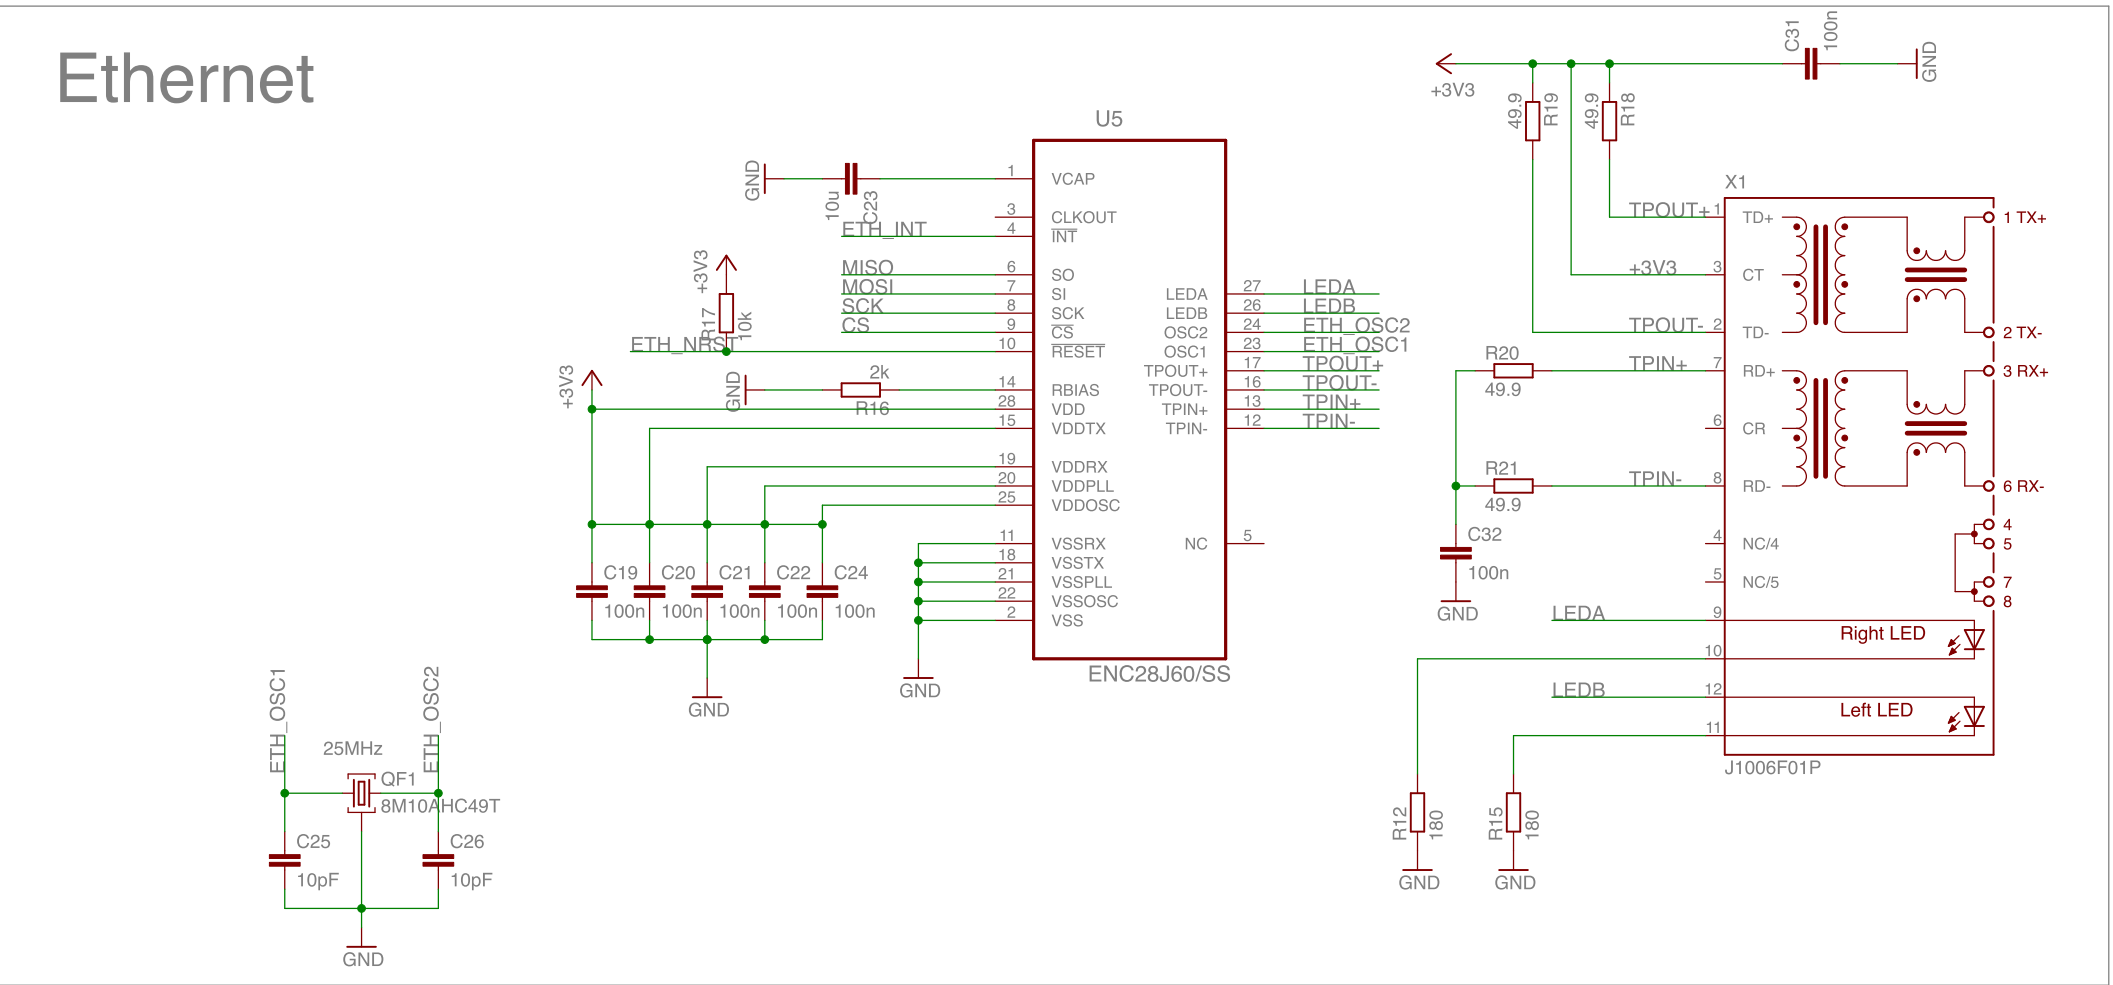 Ethernet
C31
100n
GND
+3V3
49.9
R19
49.9
R18
U5
GND
10u
C23
1
VCAP
3
CLKOUT
ETH_INT
4
INT
MISO
6
SO
MOSI
7
SI
SCK
8
SCK
CS
9
CS
+3V3
R17
10k
ETH_NRST
10
RESET
GND
2k
R16
14
RBIAS
+3V3
28
VDD
15
VDDTX
19
VDDRX
20
VDDPLL
25
VDDOSC
11
VSSRX
18
VSSTX
21
VSSPLL
22
VSSOSC
2
VSS
LEDA
27
LEDA
LEDB
26
LEDB
OSC2
24
ETH_OSC2
OSC1
23
ETH_OSC1
TPOUT+
17
TPOUT+
TPOUT-
16
TPOUT-
TPIN+
13
TPIN+
TPIN-
12
TPIN-
NC
5
ENC28J60/SS
C19
100n
C20
100n
C21
100n
C22
100n
C24
100n
GND
GND
X1
TPOUT+
1
TD+
1 TX+
+3V3
3
CT
TPOUT-
2
TD-
2 TX-
R20
49.9
TPIN+
7
RD+
3 RX+
6
CR
R21
49.9
TPIN-
8
RD-
6 RX-
C32
100n
GND
4
NC/4
4
5
5
NC/5
7
8
LEDA
9
Right LED
10
LEDB
12
Left LED
11
J1006F01P
R12
180
GND
R15
180
GND
ETH_OSC1
ETH_OSC2
25MHz
QF1
8M10AHC49T
C25
10pF
C26
10pF
GND